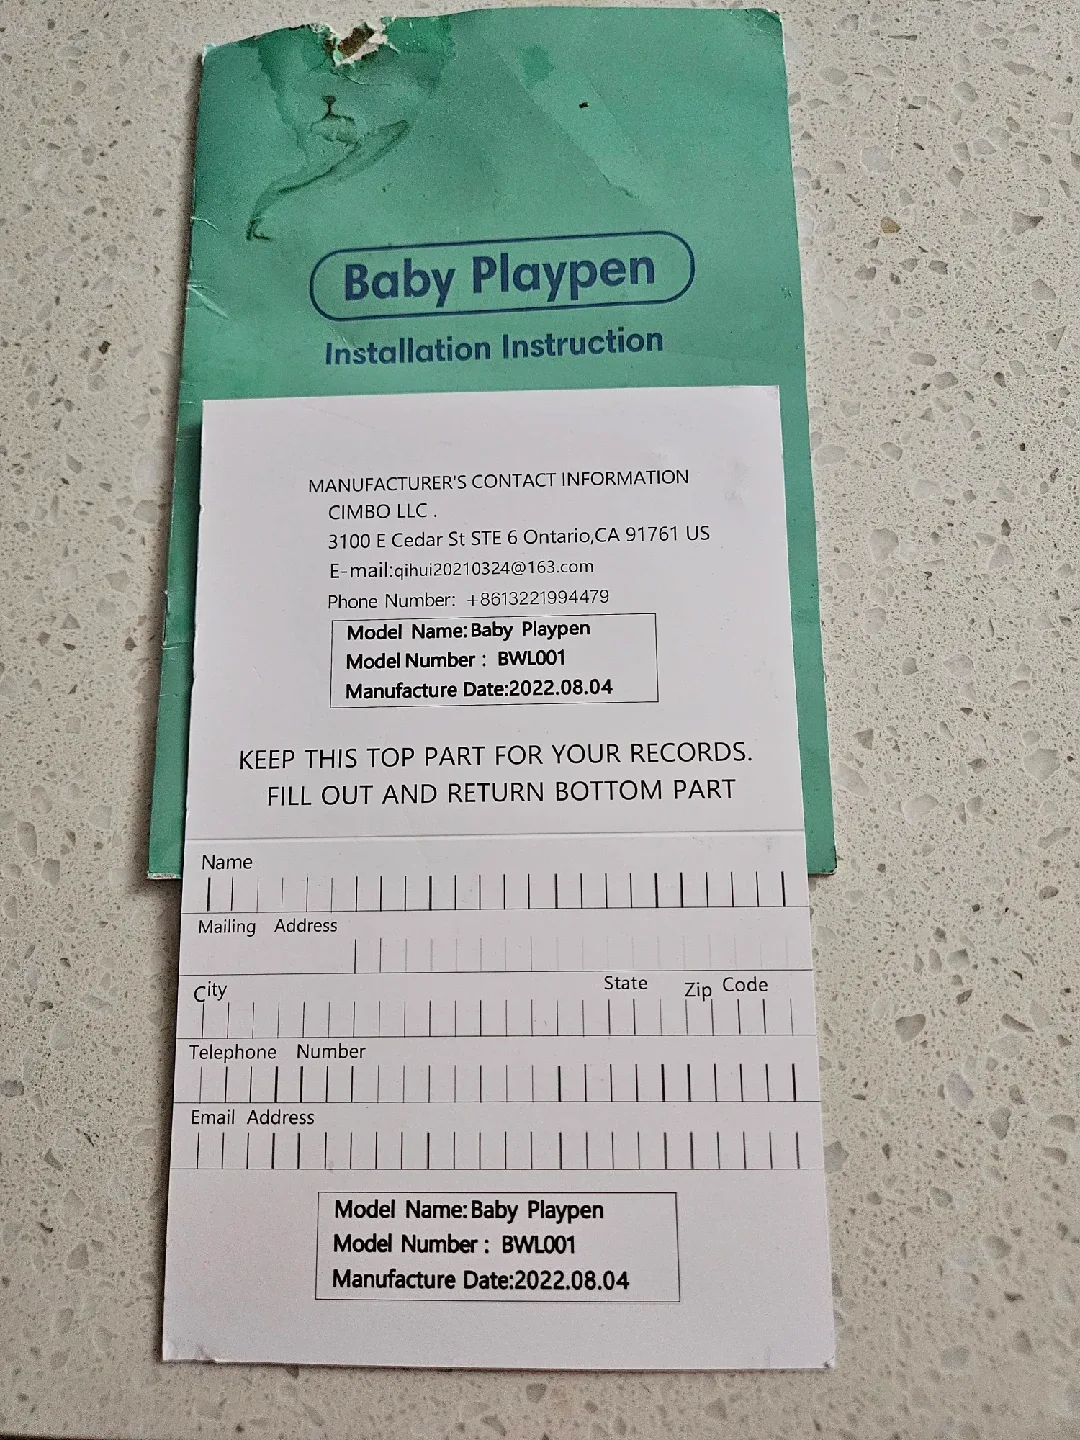 Baby Playpen
Installation Instruction
MANUFACTURER'S CONTACT INFORMATION
CIMBO LLC .
3100 E Cedar St STE 6 Ontario,CA 91761 US
E-mail:qihui20210324@163.com
Phone Number: +8613221994479
Model Name:Baby Playpen
Model Number : BWL001
Manufacture Date:2022.08.04
KEEP THIS TOP PART FOR YOUR RECORDS.
FILL OUT AND RETURN BOTTOM PART
Name
Mailing Address
City State Zip Code
Telephone Number
Email Address
Model Name:Baby Playpen
Model Number : BWL001
Manufacture Date:2022.08.04